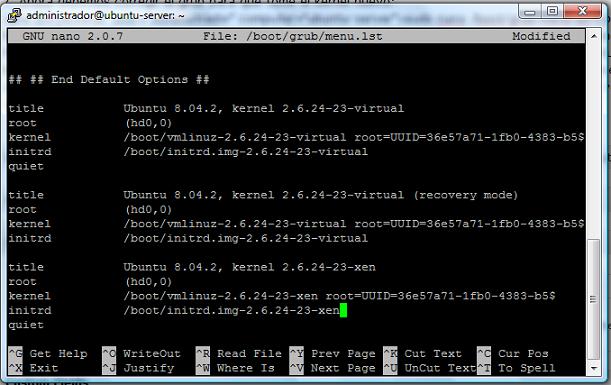 administrador@ubuntu-server: ~
GNU nano 2.0.7 File: /boot/grub/menu.lst Modified
## ## End Default Options ##
title Ubuntu 8.04.2, kernel 2.6.24-23-virtual
root (hd0,0)
kernel /boot/vmlinuz-2.6.24-23-virtual root=UUID=36e57a71-1fb0-4383-b5$
initrd /boot/initrd.img-2.6.24-23-virtual
quiet
title Ubuntu 8.04.2, kernel 2.6.24-23-virtual (recovery mode)
root (hd0,0)
kernel /boot/vmlinuz-2.6.24-23-virtual root=UUID=36e57a71-1fb0-4383-b5$
initrd /boot/initrd.img-2.6.24-23-virtual
title Ubuntu 8.04.2, kernel 2.6.24-23-xen
root (hd0,0)
kernel /boot/vmlinuz-2.6.24-23-xen root=UUID=36e57a71-1fb0-4383-b5$
initrd /boot/initrd.img-2.6.24-23-xen
quiet
^G Get Help ^O WriteOut ^R Read File ^Y Prev Page ^K Cut Text ^C Cur Pos
^X Exit ^J Justify ^W Where Is ^V Next Page ^U UnCut Text ^T To Spell